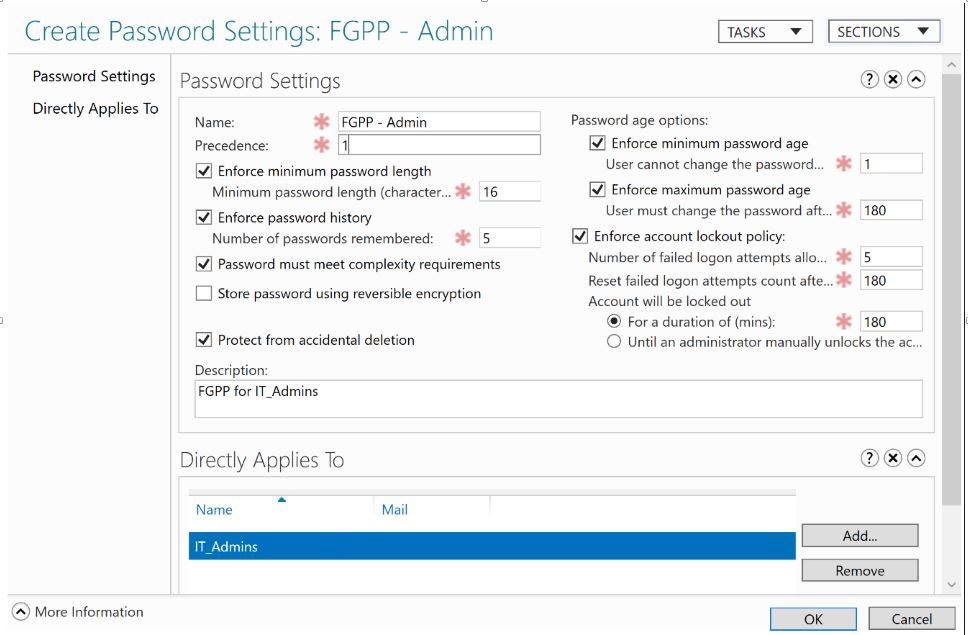 Create Password Settings: FGPP - Admin
TASKS
SECTIONS
Password Settings
Directly Applies To
Password Settings
Name:
FGPP - Admin
Precedence:
1
Enforce minimum password length
Minimum password length (character...
16
Enforce password history
Number of passwords remembered:
5
Password must meet complexity requirements
Store password using reversible encryption
Protect from accidental deletion
Password age options:
Enforce minimum password age
User cannot change the password...
1
Enforce maximum password age
User must change the password aft...
180
Enforce account lockout policy:
Number of failed logon attempts allo...
5
Reset failed logon attempts count afte...
180
Account will be locked out
For a duration of (mins):
180
Until an administrator manually unlocks the ac...
Description:
FGPP for IT_Admins
Directly Applies To
Name
Mail
IT_Admins
Add...
Remove
More Information
OK
Cancel